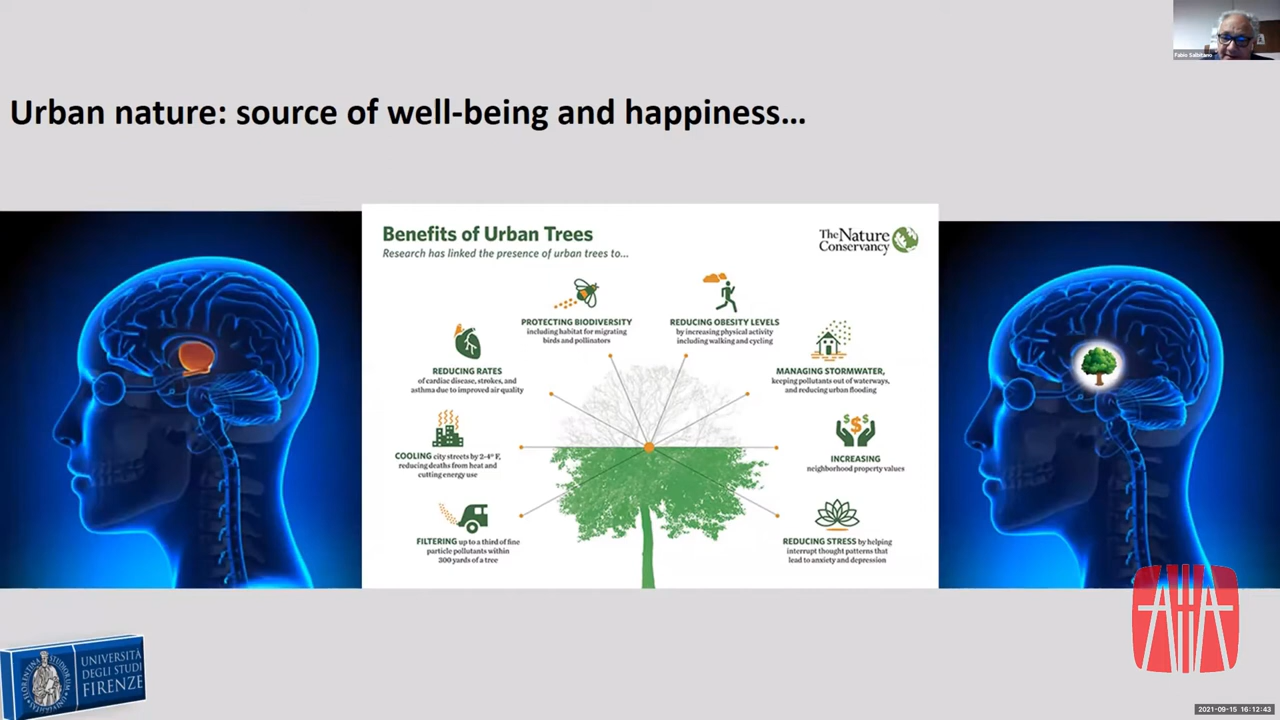 Fabio Salbitano
Urban nature: source of well-being and happiness…
Benefits of Urban Trees
Research has linked the presence of urban trees to...
The Nature
Conservancy
PROTECTING BIODIVERSITY
including habitat for migrating
birds and pollinators
REDUCING OBESITY LEVELS
by increasing physical activity
including walking and cycling
REDUCING RATES
of cardiac disease, strokes, and
asthma due to improved air quality
MANAGING STORMWATER,
keeping pollutants out of waterways,
and reducing urban flooding
COOLING city streets by 2-4° F,
reducing deaths from heat and
cutting energy use
INCREASING
neighborhood property values
FILTERING up to a third of fine
particle pollutants within
300 yards of a tree
REDUCING STRESS by helping
interrupt thought patterns that
lead to anxiety and depression
UNIVERSITÀ
DEGLI STUDI
FIRENZE
2021-09-15 16:12:43